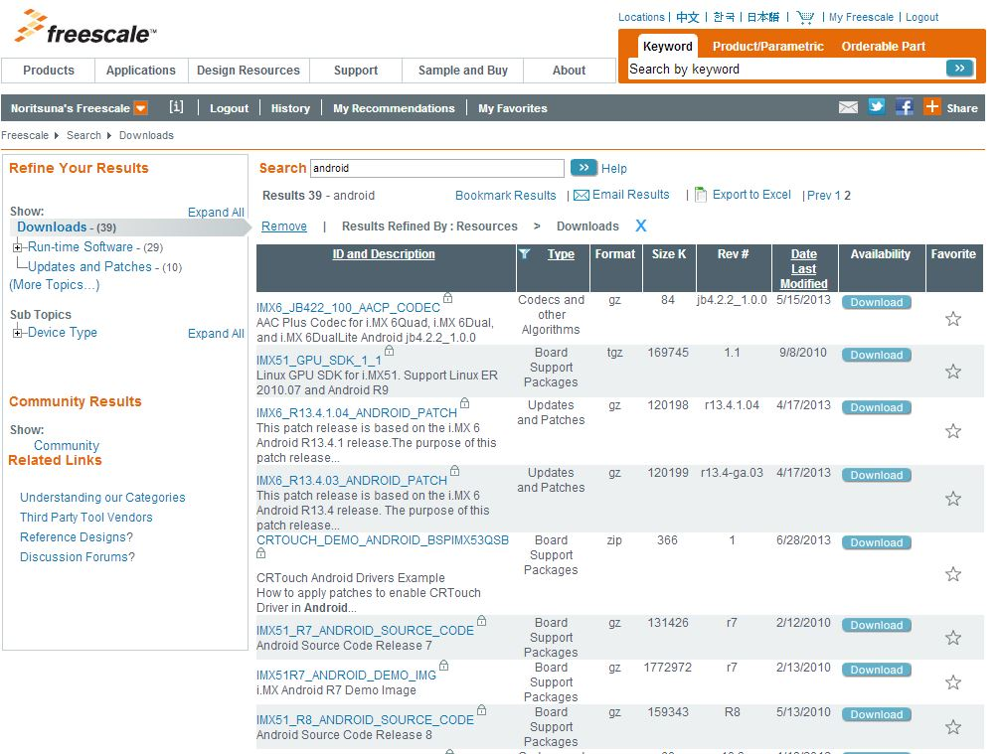 freescale™
Locations | 中文 | 한국 | 日本語 | | My Freescale | Logout
Keyword Product/Parametric Orderable Part
Search by keyword >>
Products Applications Design Resources Support Sample and Buy About
Noritsuna's Freescale [i] Logout History My Recommendations My Favorites Share
Freescale Search Downloads
Refine Your Results
Show: Expand All
Downloads - (39)
Run-time Software - (29)
Updates and Patches - (10)
(More Topics...)
Sub Topics
Device Type Expand All
Community Results
Show:
Community
Related Links
Understanding our Categories
Third Party Tool Vendors
Reference Designs?
Discussion Forums?
Search android >> Help
Results 39 - android Bookmark Results | Email Results | Export to Excel | Prev 1 2
Remove | Results Refined By : Resources > Downloads X
ID and Description Type Format Size K Rev # Date Last Modified Availability Favorite
IMX6_JB422_100_AACP_CODEC
AAC Plus Codec for i.MX 6Quad, i.MX 6Dual,
and i.MX 6DualLite Android jb4.2.2_1.0.0
Codecs and
other
Algorithms
gz 84 jb4.2.2_1.0.0 5/15/2013 Download
IMX51_GPU_SDK_1_1
Linux GPU SDK for i.MX51. Support Linux ER
2010.07 and Android R9
Board
Support
Packages
tgz 169745 1.1 9/8/2010 Download
IMX6_R13.4.1.04_ANDROID_PATCH
This patch release is based on the i.MX 6
Android R13.4.1 release.The purpose of this
patch release...
Updates
and Patches
gz 120198 r13.4.1.04 4/17/2013 Download
IMX6_R13.4.03_ANDROID_PATCH
This patch release is based on the i.MX 6
Android R13.4 release. The purpose of this
patch release...
Updates
and Patches
gz 120199 r13.4-ga.03 4/17/2013 Download
CRTOUCH_DEMO_ANDROID_BSPIMX53QSB
CRTouch Android Drivers Example
How to apply patches to enable CRTouch
Driver in Android...
Board
Support
Packages
zip 366 1 6/28/2013 Download
IMX51_R7_ANDROID_SOURCE_CODE
Android Source Code Release 7
Board
Support
Packages
gz 131426 r7 2/12/2010 Download
IMX51R7_ANDROID_DEMO_IMG
i.MX Android R7 Demo Image
Board
Support
Packages
gz 1772972 r7 2/13/2010 Download
IMX51_R8_ANDROID_SOURCE_CODE
Android Source Code Release 8
Board
Support
Packages
gz 159343 R8 5/13/2010 Download